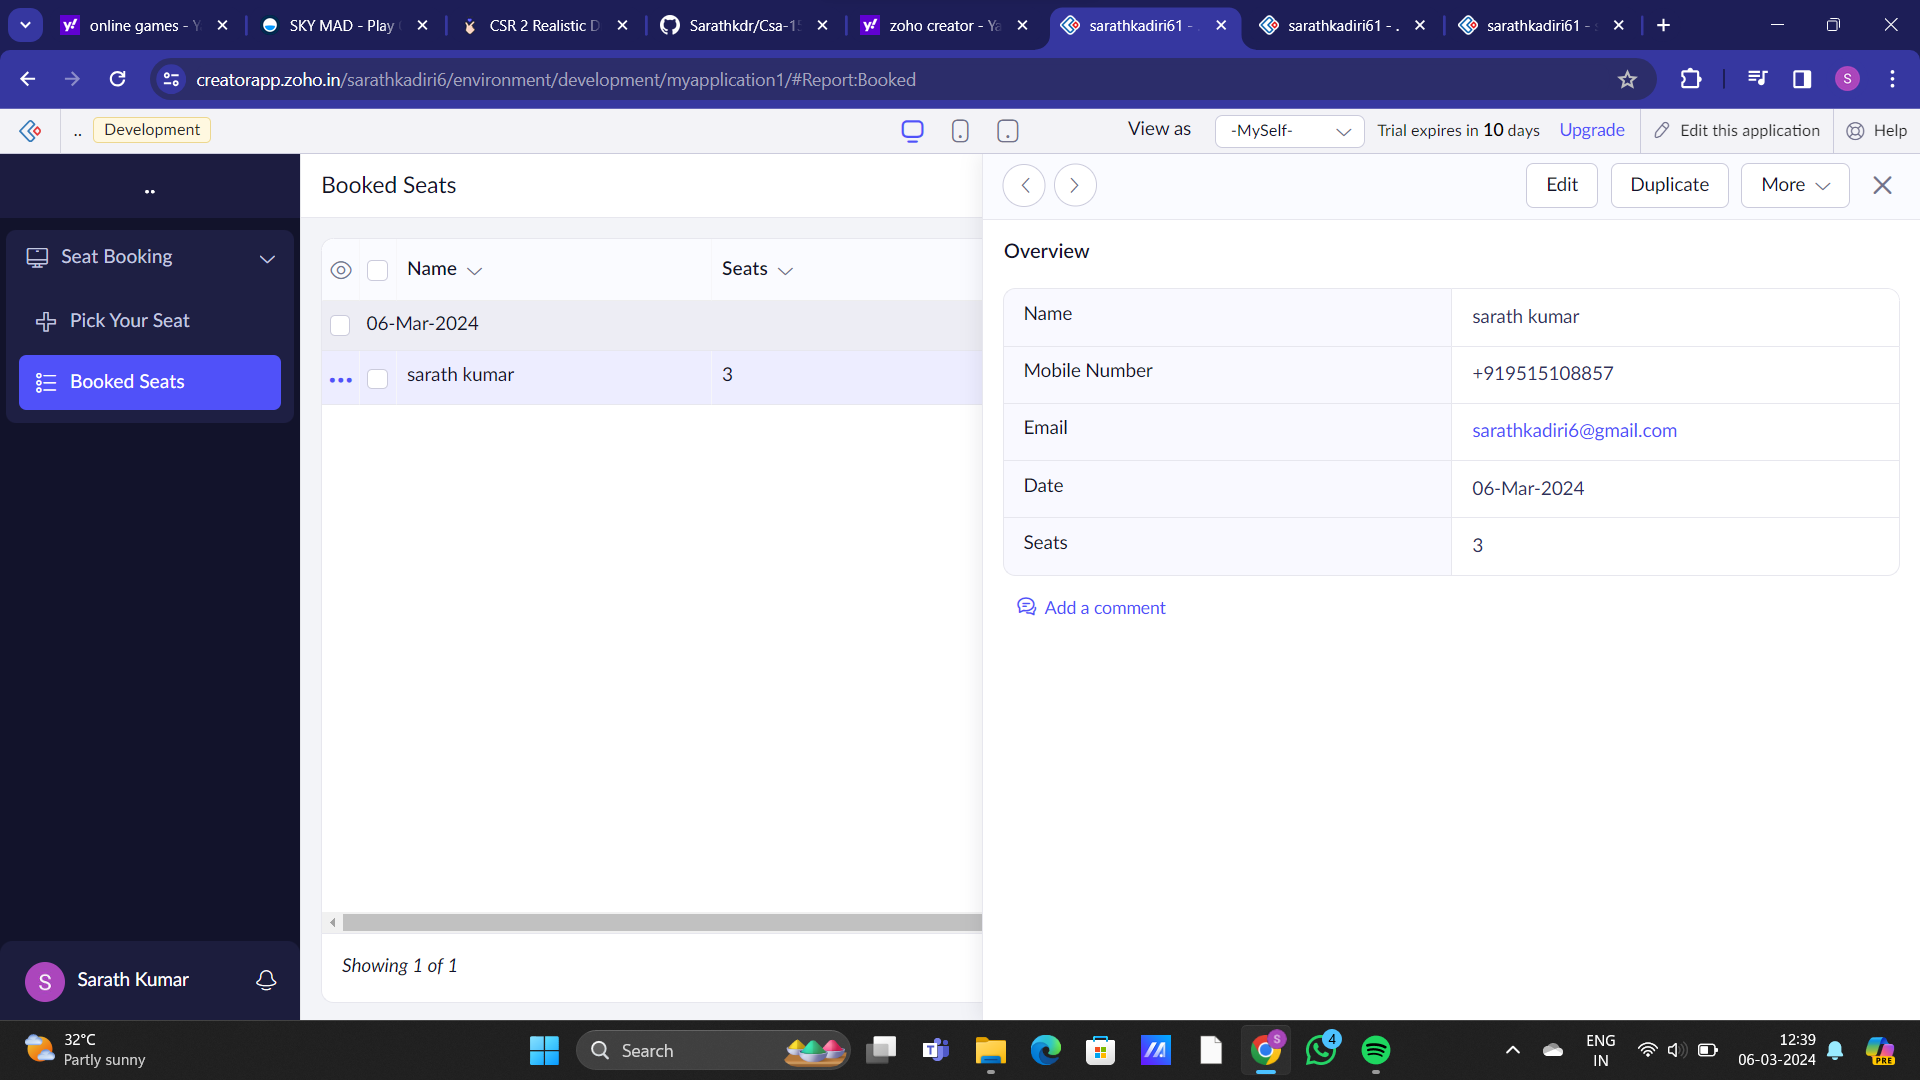 online games - Y
SKY MAD - Play
CSR 2 Realistic D
Sarathkdr/Csa-15
zoho creator - Ya
sarathkadiri61 -
sarathkadiri61 - .
sarathkadiri61 - s
creatorapp.zoho.in/sarathkadiri6/environment/development/myapplication1/#Report:Booked
S
..
Development
View as
-MySelf-
Trial expires in 10 days
Upgrade
Edit this application
Help
..
Seat Booking
Pick Your Seat
Booked Seats
S
Sarath Kumar
Booked Seats
Name
Seats
06-Mar-2024
sarath kumar
3
Showing 1 of 1
Edit
Duplicate
More
Overview
Name
sarath kumar
Mobile Number
+919515108857
Email
sarathkadiri6@gmail.com
Date
06-Mar-2024
Seats
3
Add a comment
32°C
Partly sunny
Search
S
4
ENG
IN
12:39
06-03-2024
PRE